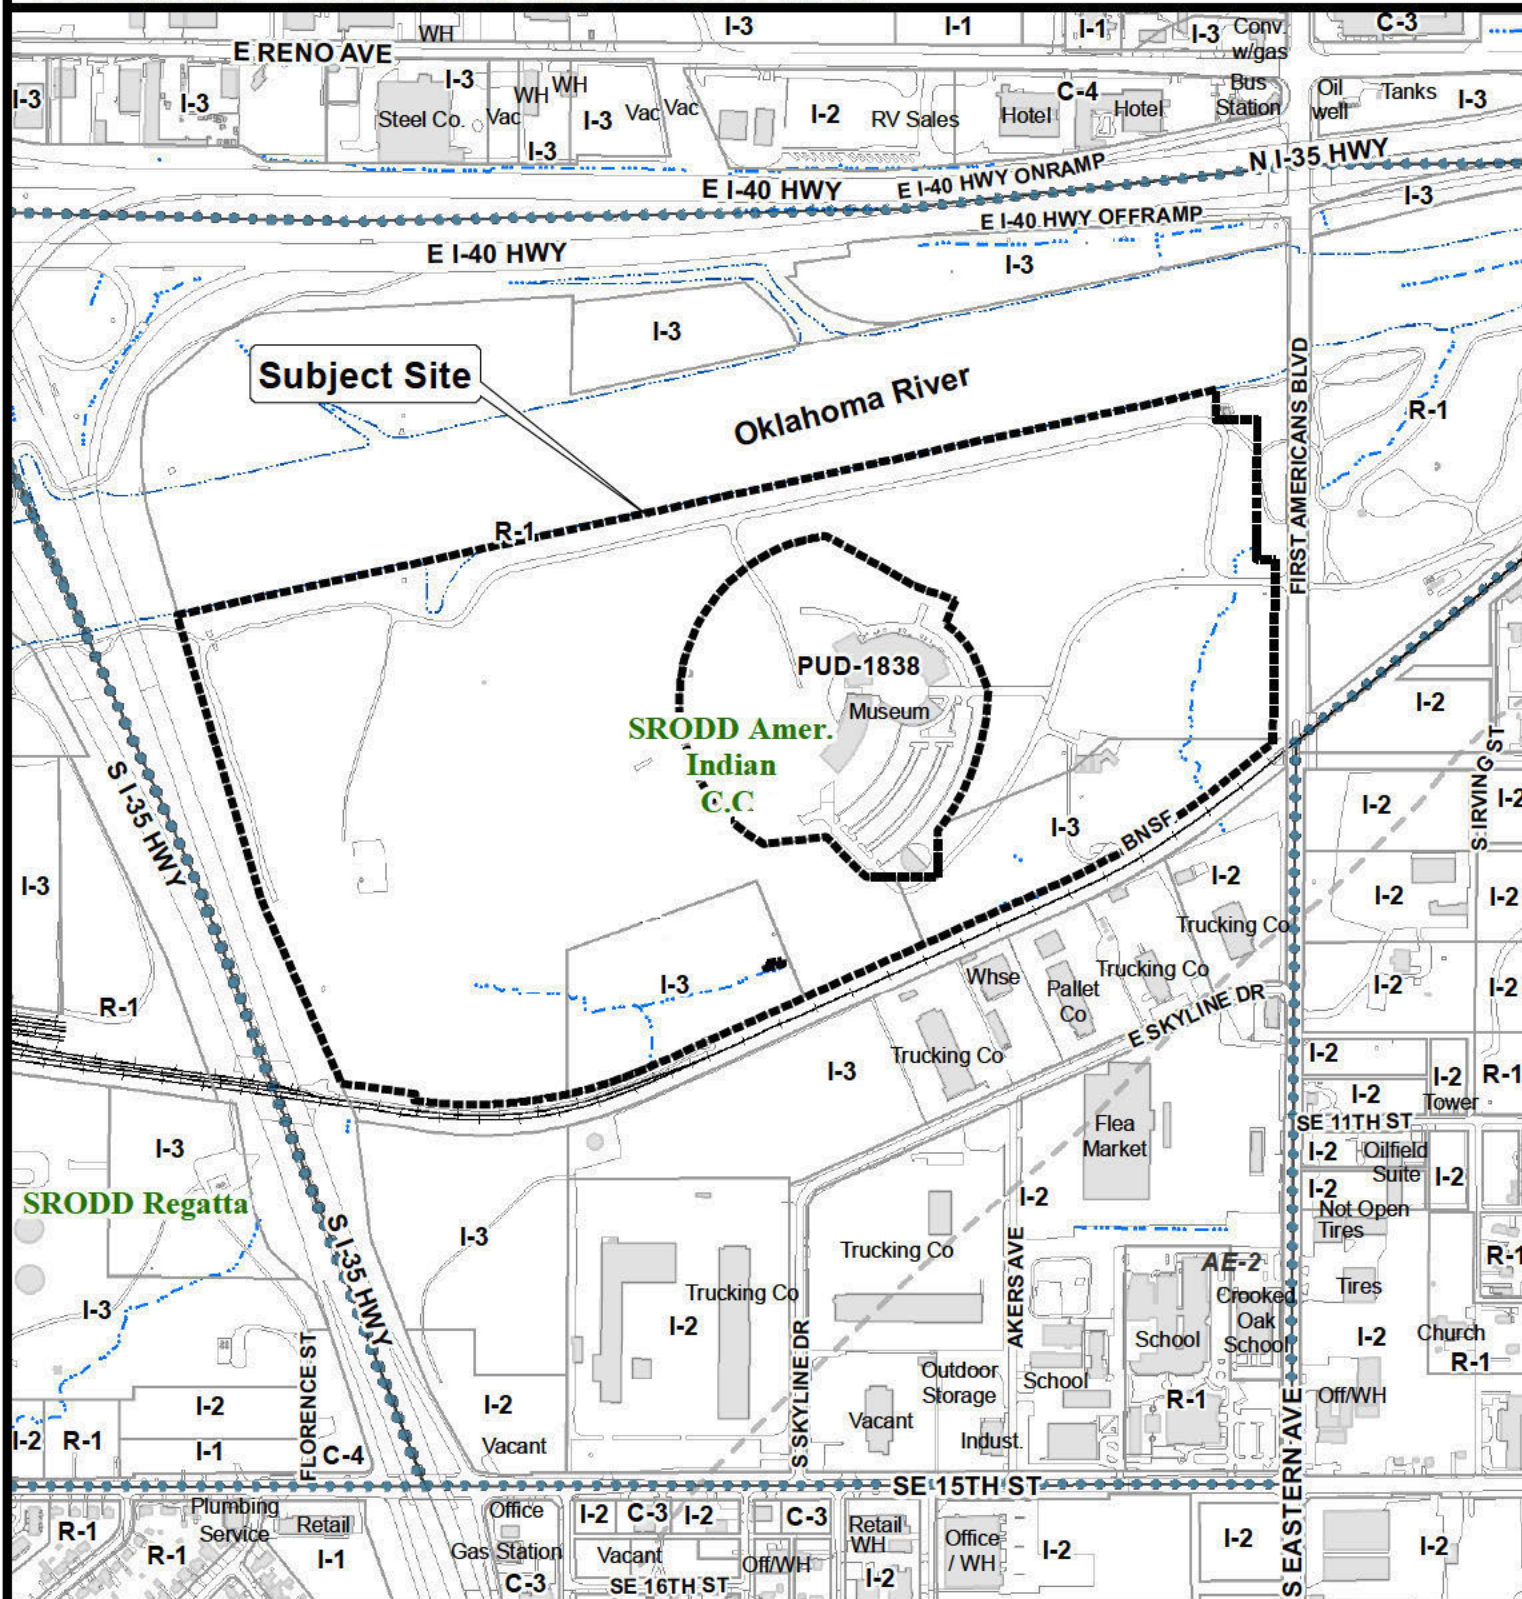 I-3
I-1
I-1
I-3
Conv.
w/gas
C-3
WH
E RENO AVE
I-3
I-3
I-3
Steel Co.
Vac
WH
WH
I-3
Vac
Vac
I-3
I-2
RV Sales
Hotel
C-4
Hotel
Bus
Station
Oil
well
Tanks
I-3
E I-40 HWY
E I-40 HWY ONRAMP
N I-35 HWY
E I-40 HWY OFFRAMP
I-3
E I-40 HWY
I-3
I-3
Subject Site
Oklahoma River
FIRST AMERICANS BLVD
R-1
R-1
PUD-1838
Museum
SRODD Amer.
Indian
C.C
I-2
S IRVING ST
I-2
I-2
S I-35 HWY
I-3
BNSF
I-3
I-2
I-2
I-2
Trucking Co
Whse
Pallet
Co
Trucking Co
I-2
I-2
I-3
R-1
E SKYLINE DR
Trucking Co
I-3
I-2
I-2
Tower
R-1
I-2
SE 11TH ST
Flea
Market
I-3
I-2
Oilfield
Suite
I-2
I-2
Not Open
Tires
SRODD Regatta
S I-35 HWY
I-3
I-2
Trucking Co
AKERS AVE
AE-2
R-1
I-3
Trucking Co
I-2
School
Crooked
Oak
School
Tires
I-2
Church
R-1
S SKYLINE DR
Outdoor
Storage
School
R-1
Off/WH
FLORENCE ST
I-2
I-2
R-1
I-1
C-4
I-2
Vacant
Vacant
Indust.
S EASTERN AVE
SE 15TH ST
Plumbing
Service
R-1
R-1
Retail
I-1
Office
Gas Station
C-3
I-2
C-3
I-2
C-3
Vacant
Off/WH
SE 16TH ST
Retail
WH
I-2
Office
/ WH
I-2
I-2
I-2